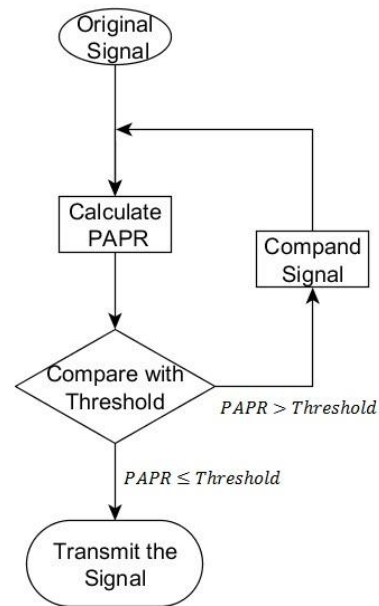 Original
Signal
Calculate
PAPR
Compand
Signal
Compare with
Threshold
PAPR > Threshold
PAPR ≤ Threshold
Transmit the
Signal